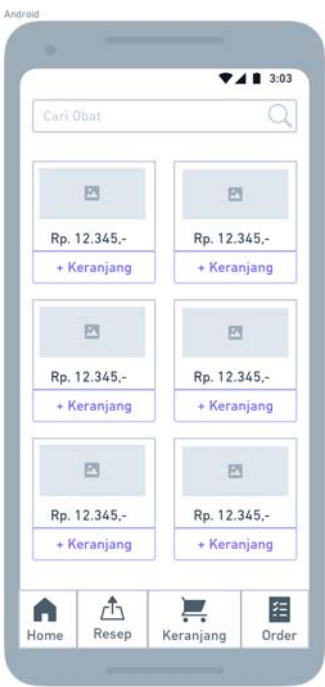 Android
3:03
Cari Obat
Rp. 12.345,- Rp. 12.345,-
+ Keranjang + Keranjang
Rp. 12.345,- Rp. 12.345,-
+ Keranjang + Keranjang
Rp. 12.345,- Rp. 12.345,-
+ Keranjang + Keranjang
Home Resep Keranjang Order